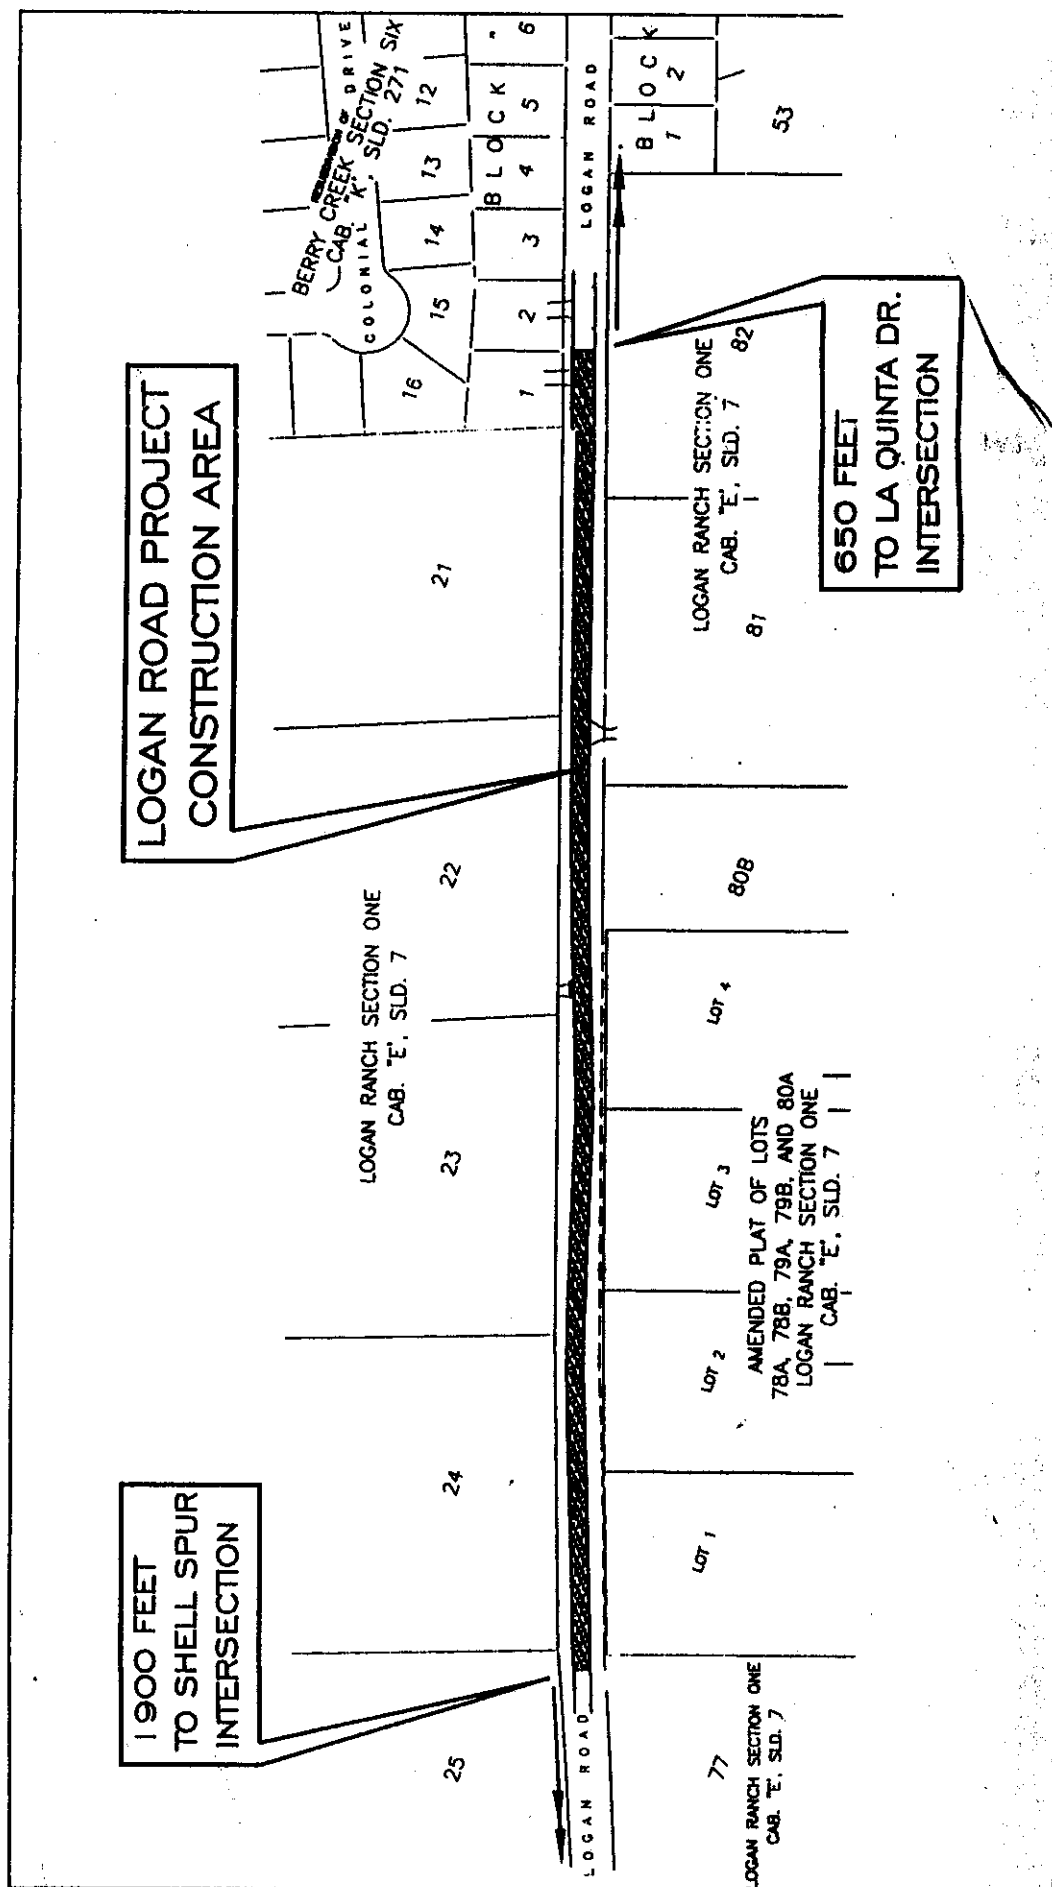 LOGAN ROAD PROJECT
CONSTRUCTION AREA
1900 FEET
TO SHELL SPUR
INTERSECTION
650 FEET
TO LA QUINTA DR.
INTERSECTION
OF
BERRY CREEK SECTION SIX
CAB. "K", SLD. 271
COLONIAL DRIVE
12
13
14
15
16
BLOCK "
1
2
3
4
5
6
LOGAN ROAD
BLOCK
1
2
53
21
22
23
24
25
LOGAN RANCH SECTION ONE
CAB. "E", SLD. 7
LOGAN ROAD
LOGAN RANCH SECTION ONE
CAB. "E", SLD. 7
82
81
80B
LOT 4
LOT 3
LOT 2
LOT 1
AMENDED PLAT OF LOTS
78A, 78B, 79A, 79B, AND 80A
LOGAN RANCH SECTION ONE
CAB. "E", SLD. 7
77
LOGAN RANCH SECTION ONE
CAB. "E", SLD. 7